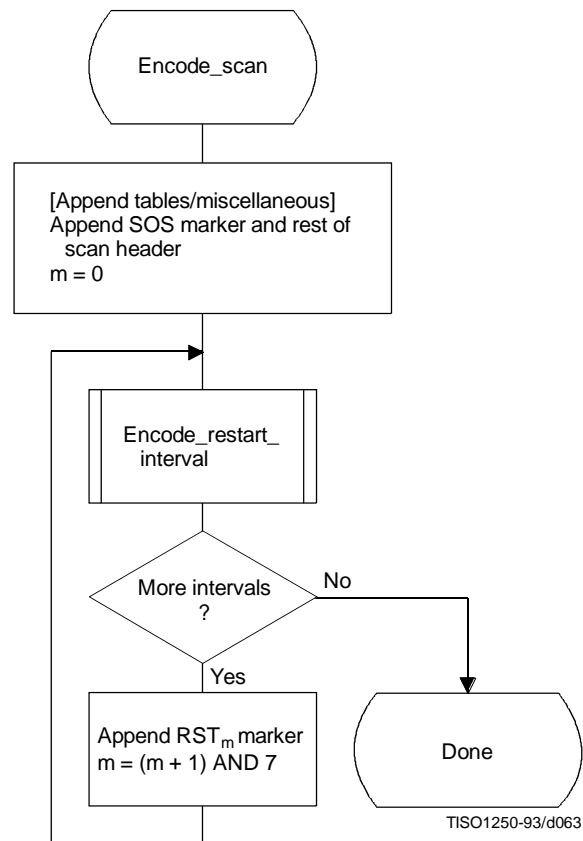 Encode_scan
[Append tables/miscellaneous]
Append SOS marker and rest of
scan header
m = 0
Encode_restart_
interval
More intervals
?
No
Yes
Append RSTₘ marker
m = (m + 1) AND 7
Done
TISO1250-93/d063